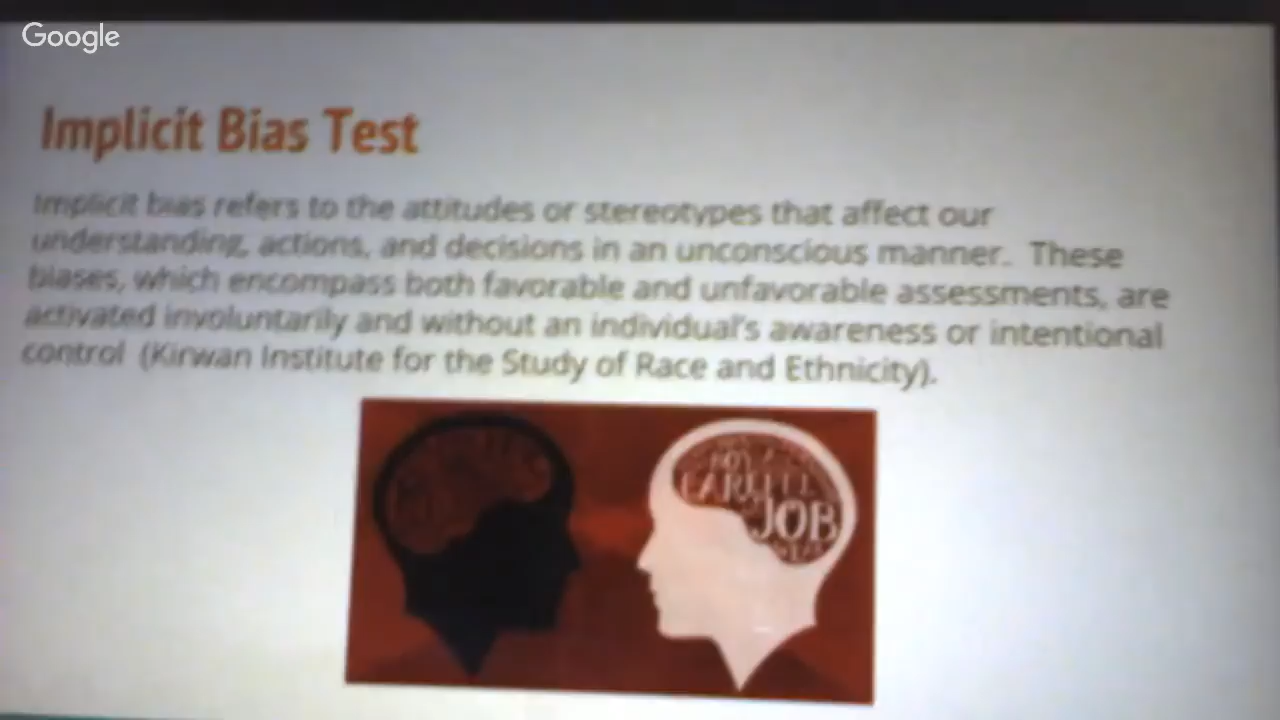 Google
Implicit Bias Test
Implicit bias refers to the attitudes or stereotypes that affect our
understanding, actions, and decisions in an unconscious manner. These
biases, which encompass both favorable and unfavorable assessments, are
activated involuntarily and without an individual's awareness or intentional
control (Kirwan Institute for the Study of Race and Ethnicity).
JOB